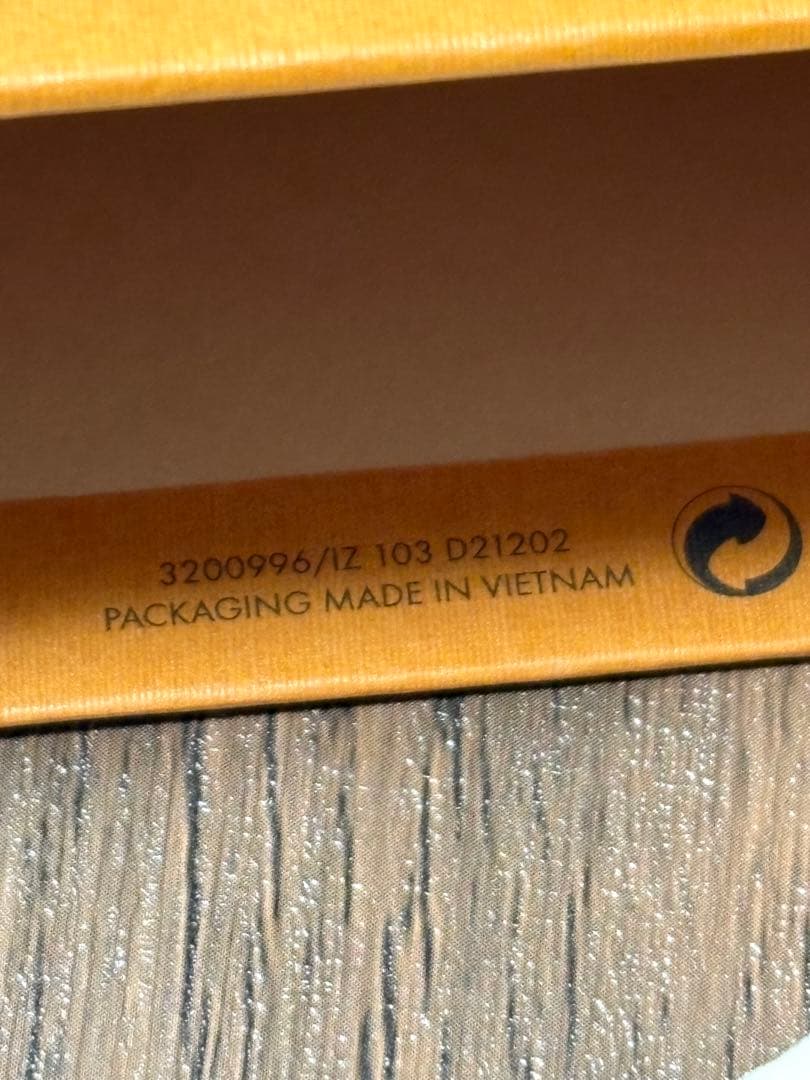 3200996/IZ 103 D21202
PACKAGING MADE IN VIETNAM